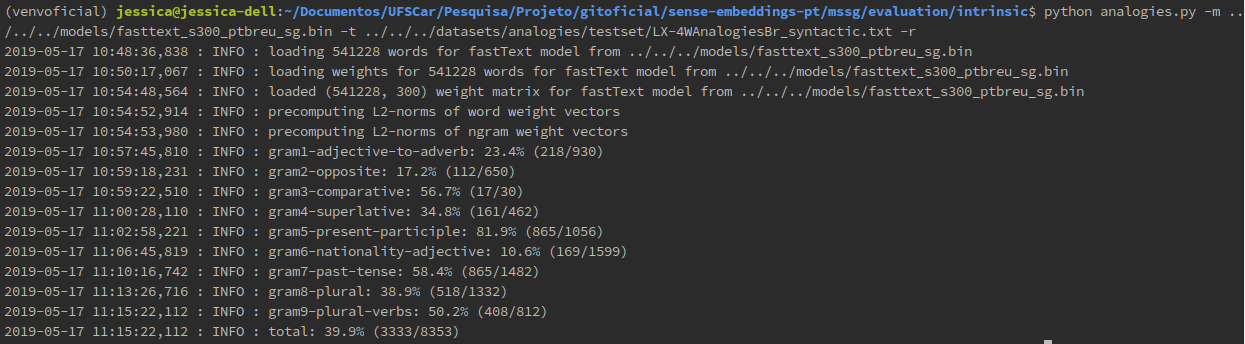 (venvoficial) jessica@jessica-dell:~/Documentos/UFSCar/Pesquisa/Projeto/gitoficial/sense-embeddings-pt/mssg/evaluation/intrinsic$ python analogies.py -m ..
/../../models/fasttext_s300_ptbreu_sg.bin -t ../../../datasets/analogies/testset/LX-4WAnalogiesBr_syntactic.txt -r
2019-05-17 10:48:36,838 : INFO : loading 541228 words for fastText model from ../../../models/fasttext_s300_ptbreu_sg.bin
2019-05-17 10:50:17,067 : INFO : loading weights for 541228 words for fastText model from ../../../models/fasttext_s300_ptbreu_sg.bin
2019-05-17 10:54:48,564 : INFO : loaded (541228, 300) weight matrix for fastText model from ../../../models/fasttext_s300_ptbreu_sg.bin
2019-05-17 10:54:52,914 : INFO : precomputing L2-norms of word weight vectors
2019-05-17 10:54:53,980 : INFO : precomputing L2-norms of ngram weight vectors
2019-05-17 10:57:45,810 : INFO : gram1-adjective-to-adverb: 23.4% (218/930)
2019-05-17 10:59:18,231 : INFO : gram2-opposite: 17.2% (112/650)
2019-05-17 10:59:22,510 : INFO : gram3-comparative: 56.7% (17/30)
2019-05-17 11:00:28,110 : INFO : gram4-superlative: 34.8% (161/462)
2019-05-17 11:02:58,221 : INFO : gram5-present-participle: 81.9% (865/1056)
2019-05-17 11:06:45,819 : INFO : gram6-nationality-adjective: 10.6% (169/1599)
2019-05-17 11:10:16,742 : INFO : gram7-past-tense: 58.4% (865/1482)
2019-05-17 11:13:26,716 : INFO : gram8-plural: 38.9% (518/1332)
2019-05-17 11:15:22,112 : INFO : gram9-plural-verbs: 50.2% (408/812)
2019-05-17 11:15:22,112 : INFO : total: 39.9% (3333/8353)